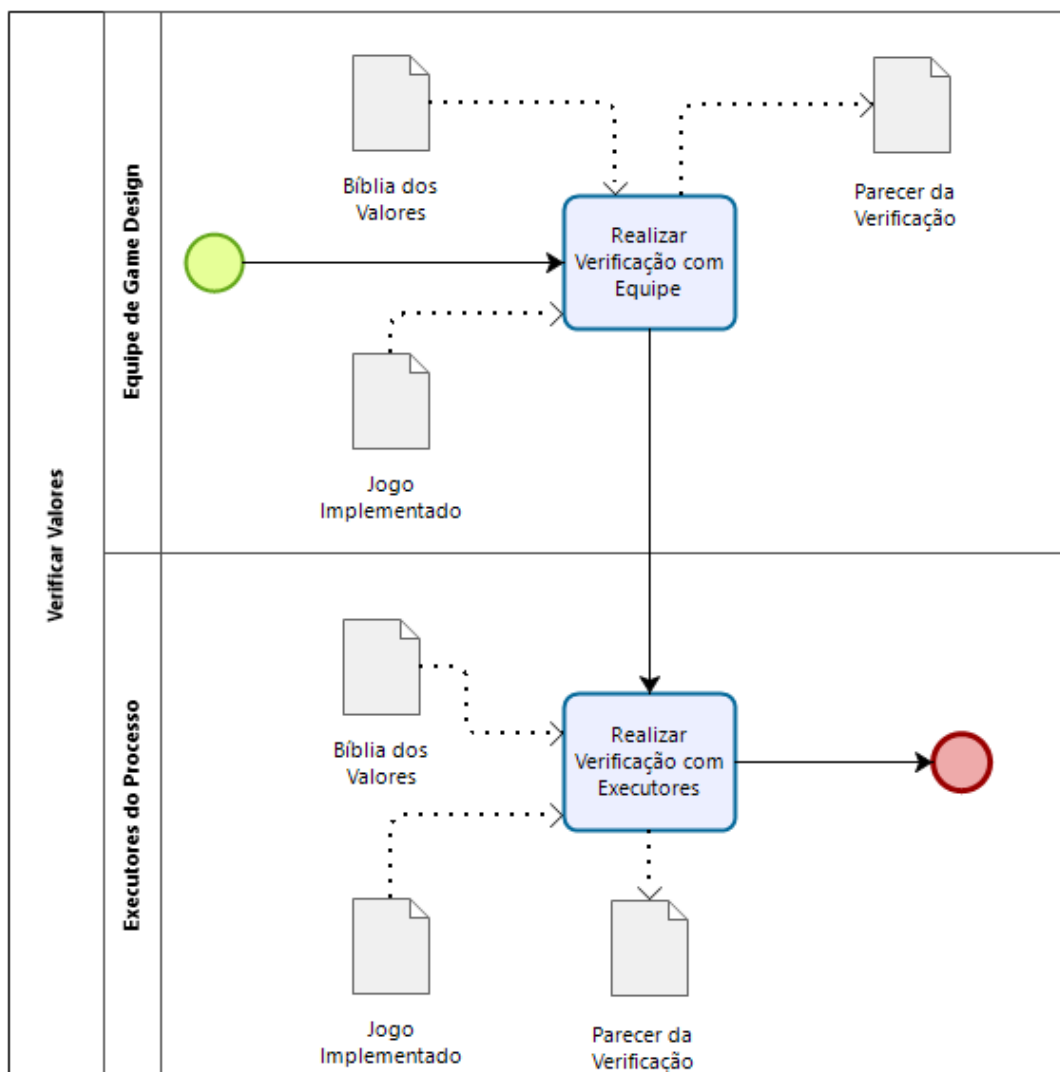 Verificar Valores
Equipe de Game Design
Bíblia dos
Valores
Parecer da
Verificação
Realizar
Verificação com
Equipe
Jogo
Implementado
Executores do Processo
Bíblia dos
Valores
Realizar
Verificação com
Executores
Jogo
Implementado
Parecer da
Verificação